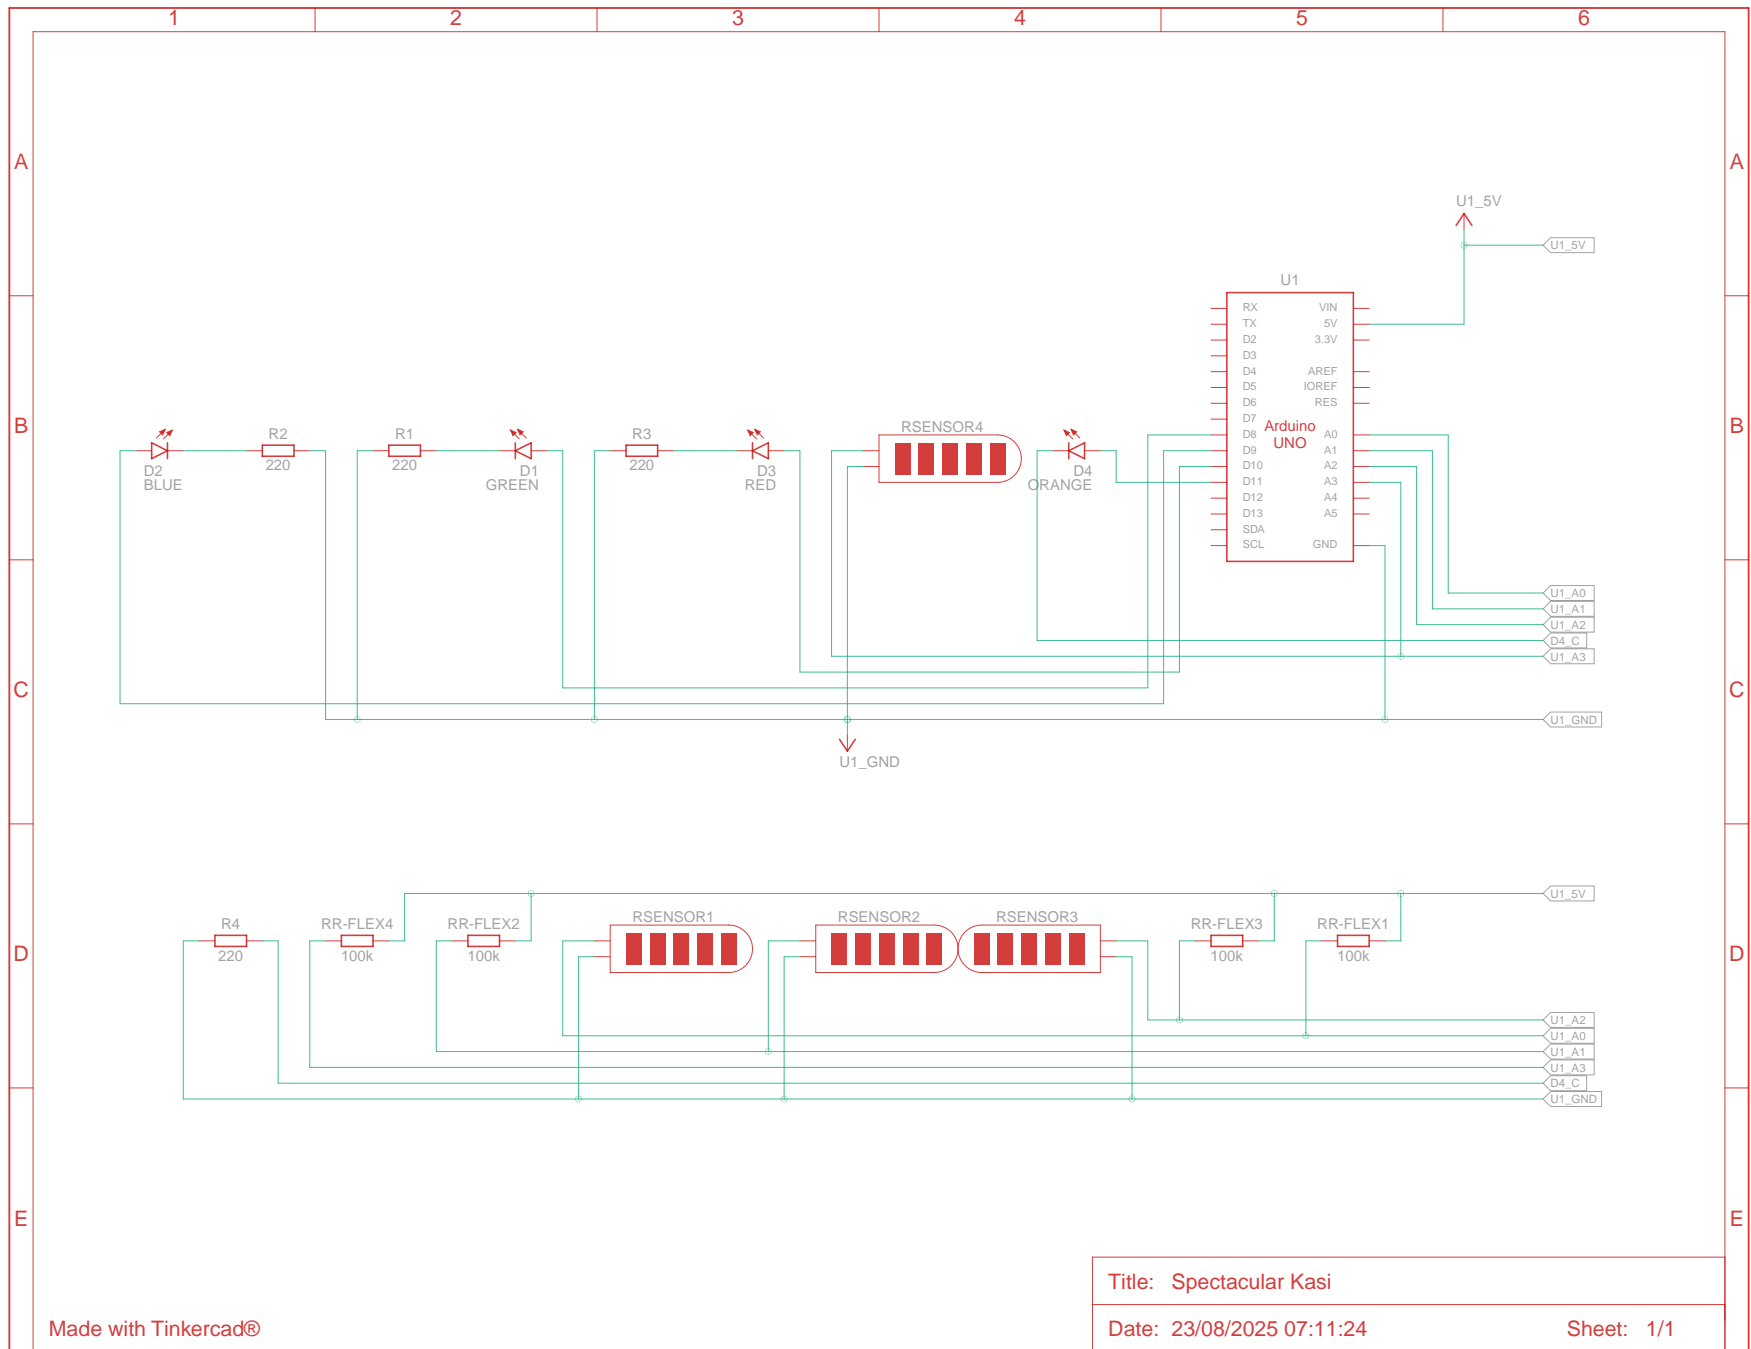 1 2 3 4 5 6
A A
U1_5V
U1_5V
U1
RX VIN
TX 5V
D2 3.3V
D3
D4 AREF
D5 IOREF
D6 RES
D7
Arduino
UNO
D8 A0
D9 A1
D10 A2
D11 A3
D12 A4
D13 A5
SDA
SCL GND
B B
R2 R1 R3 RSENSOR4
220 220 220
D2 D1 D3 D4
BLUE GREEN RED ORANGE
U1_A0
U1_A1
U1_A2
D4_C
U1_A3
C C
U1_GND
U1_GND
U1_5V
R4 RR-FLEX4 RR-FLEX2 RSENSOR1 RSENSOR2 RSENSOR3 RR-FLEX3 RR-FLEX1
220 100k 100k 100k 100k
D D
U1_A2
U1_A0
U1_A1
U1_A3
D4_C
U1_GND
E E
Title: Spectacular Kasi
Made with Tinkercad®
Date: 23/08/2025 07:11:24 Sheet: 1/1